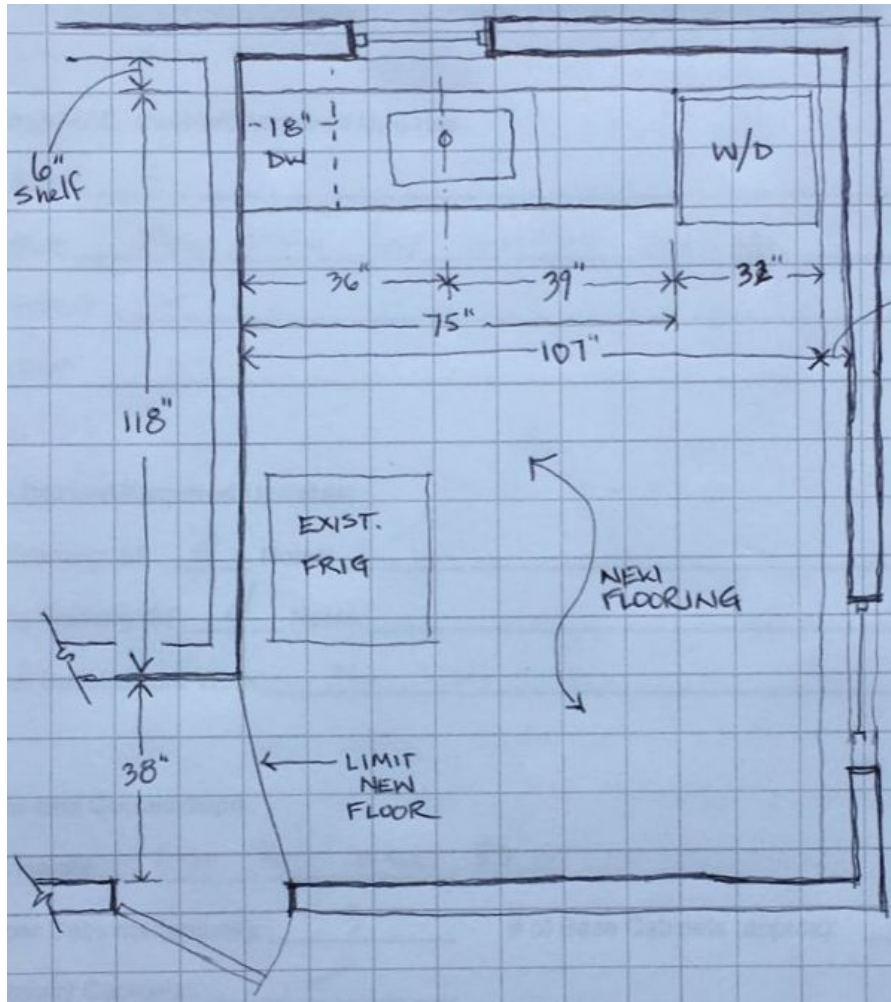 6"
Shelf
18"
DW
W/D
36"
39"
32"
75"
107"
118"
EXIST.
FRIG
NEW
FLOORING
38"
LIMIT
NEW
FLOOR